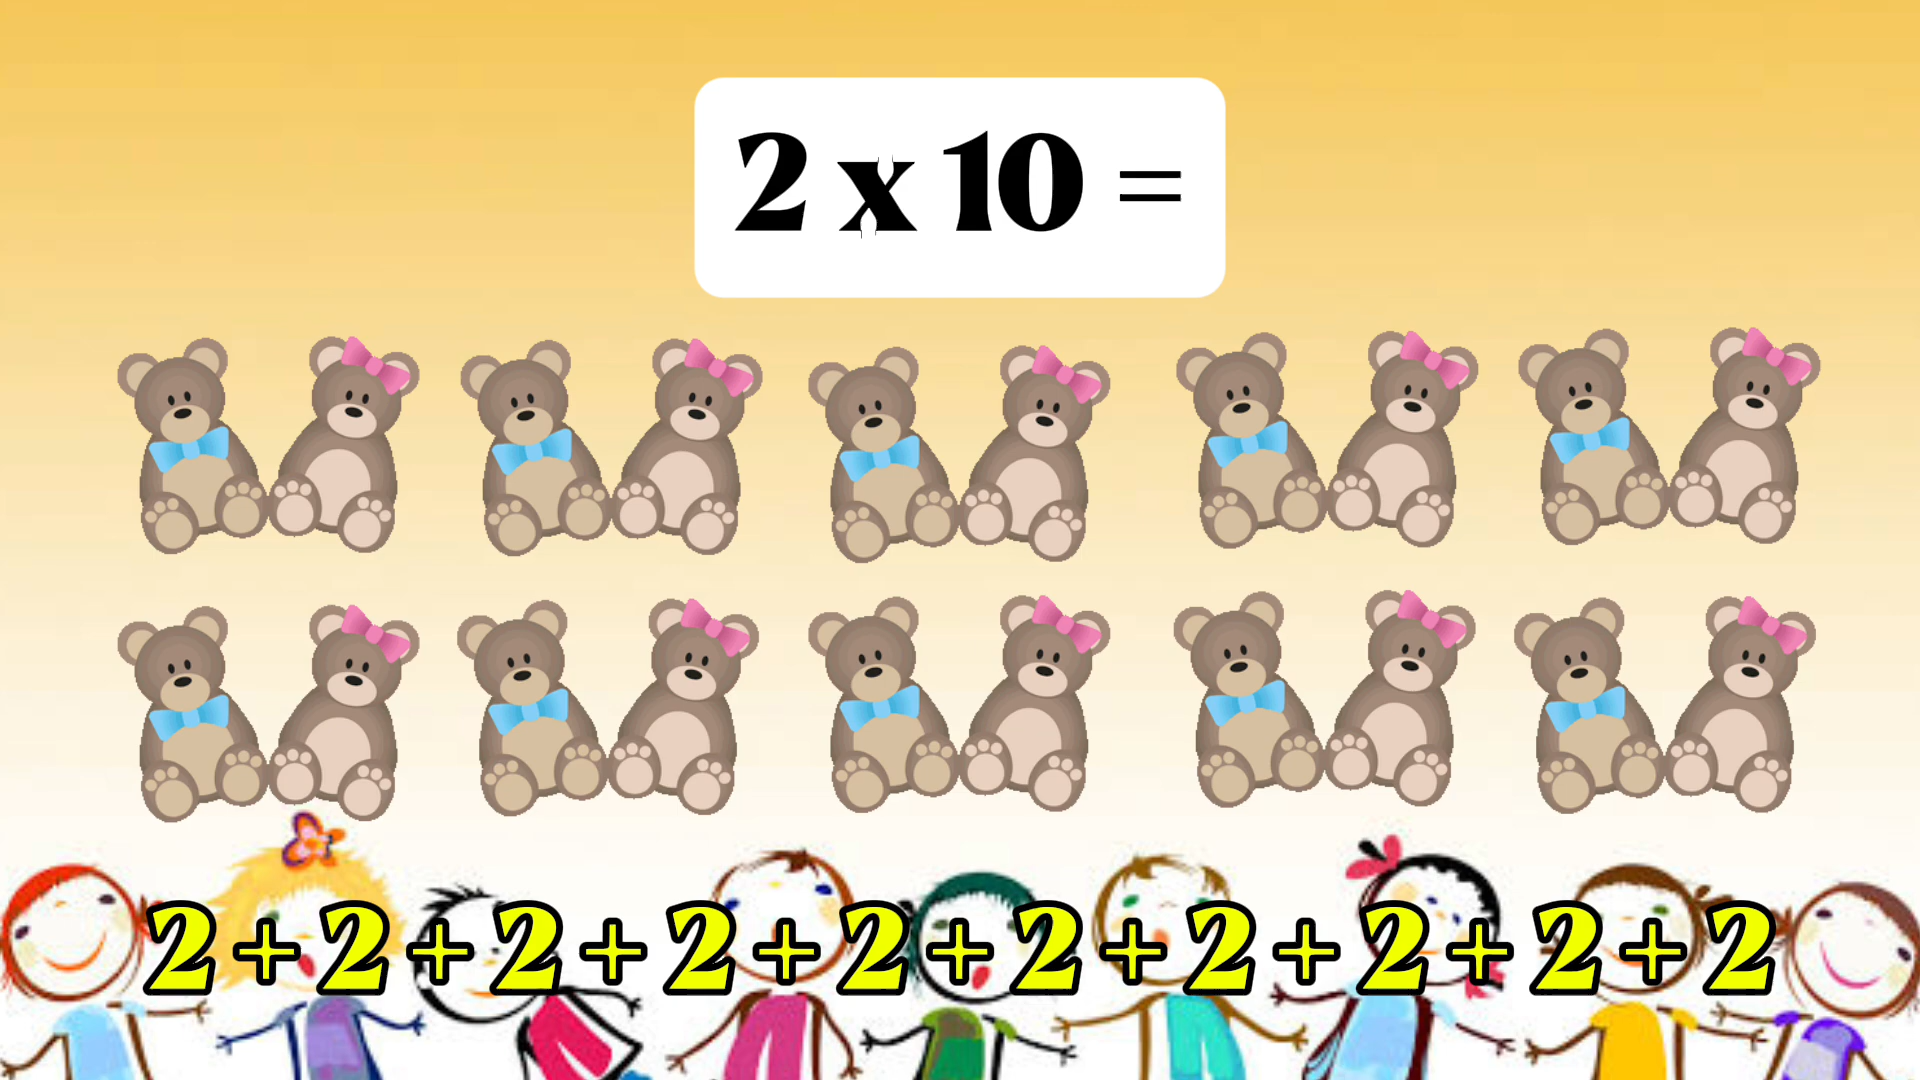 2 x 10 =
2 + 2 + 2 + 2 + 2 + 2 + 2 + 2 + 2 + 2